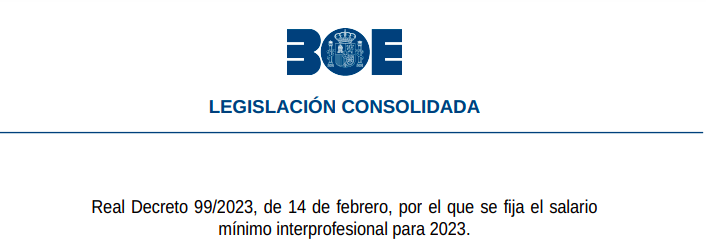 BOE
LEGISLACIÓN CONSOLIDADA
Real Decreto 99/2023, de 14 de febrero, por el que se fija el salario
mínimo interprofesional para 2023.